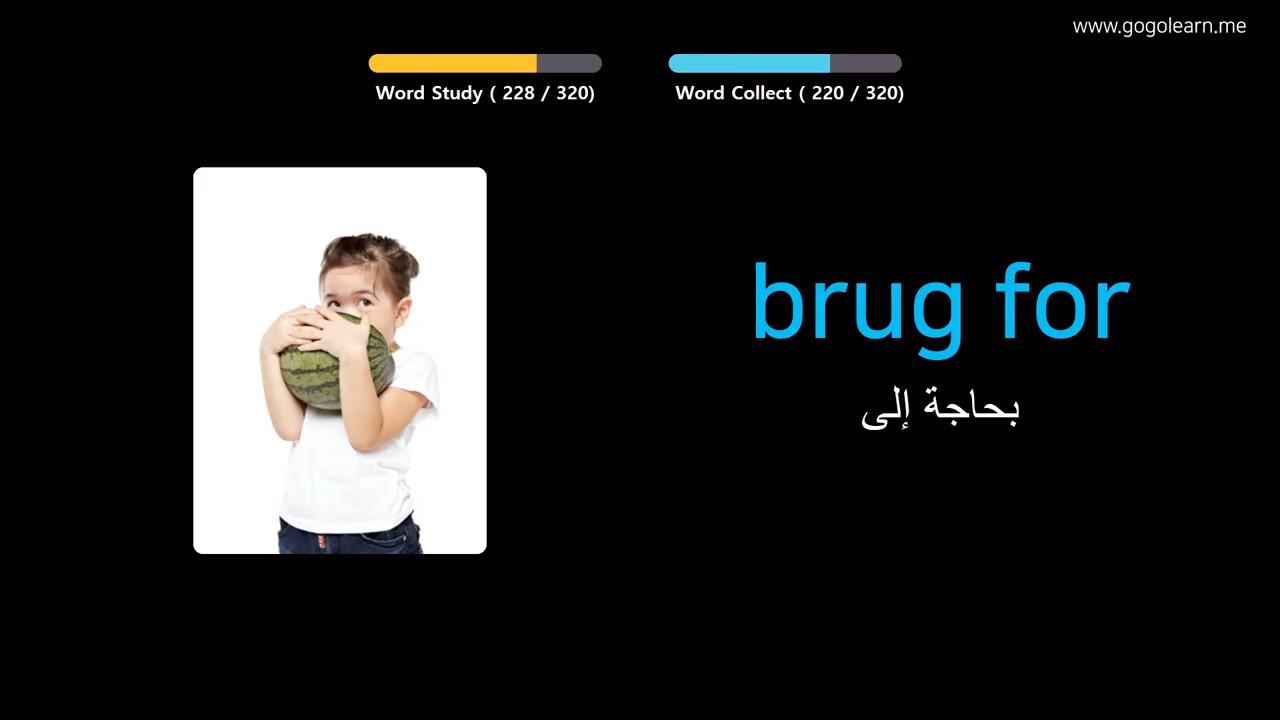 www.gogolearn.me
Word Study ( 228 / 320)
Word Collect ( 220 / 320)
brug for
بحاجة إلى